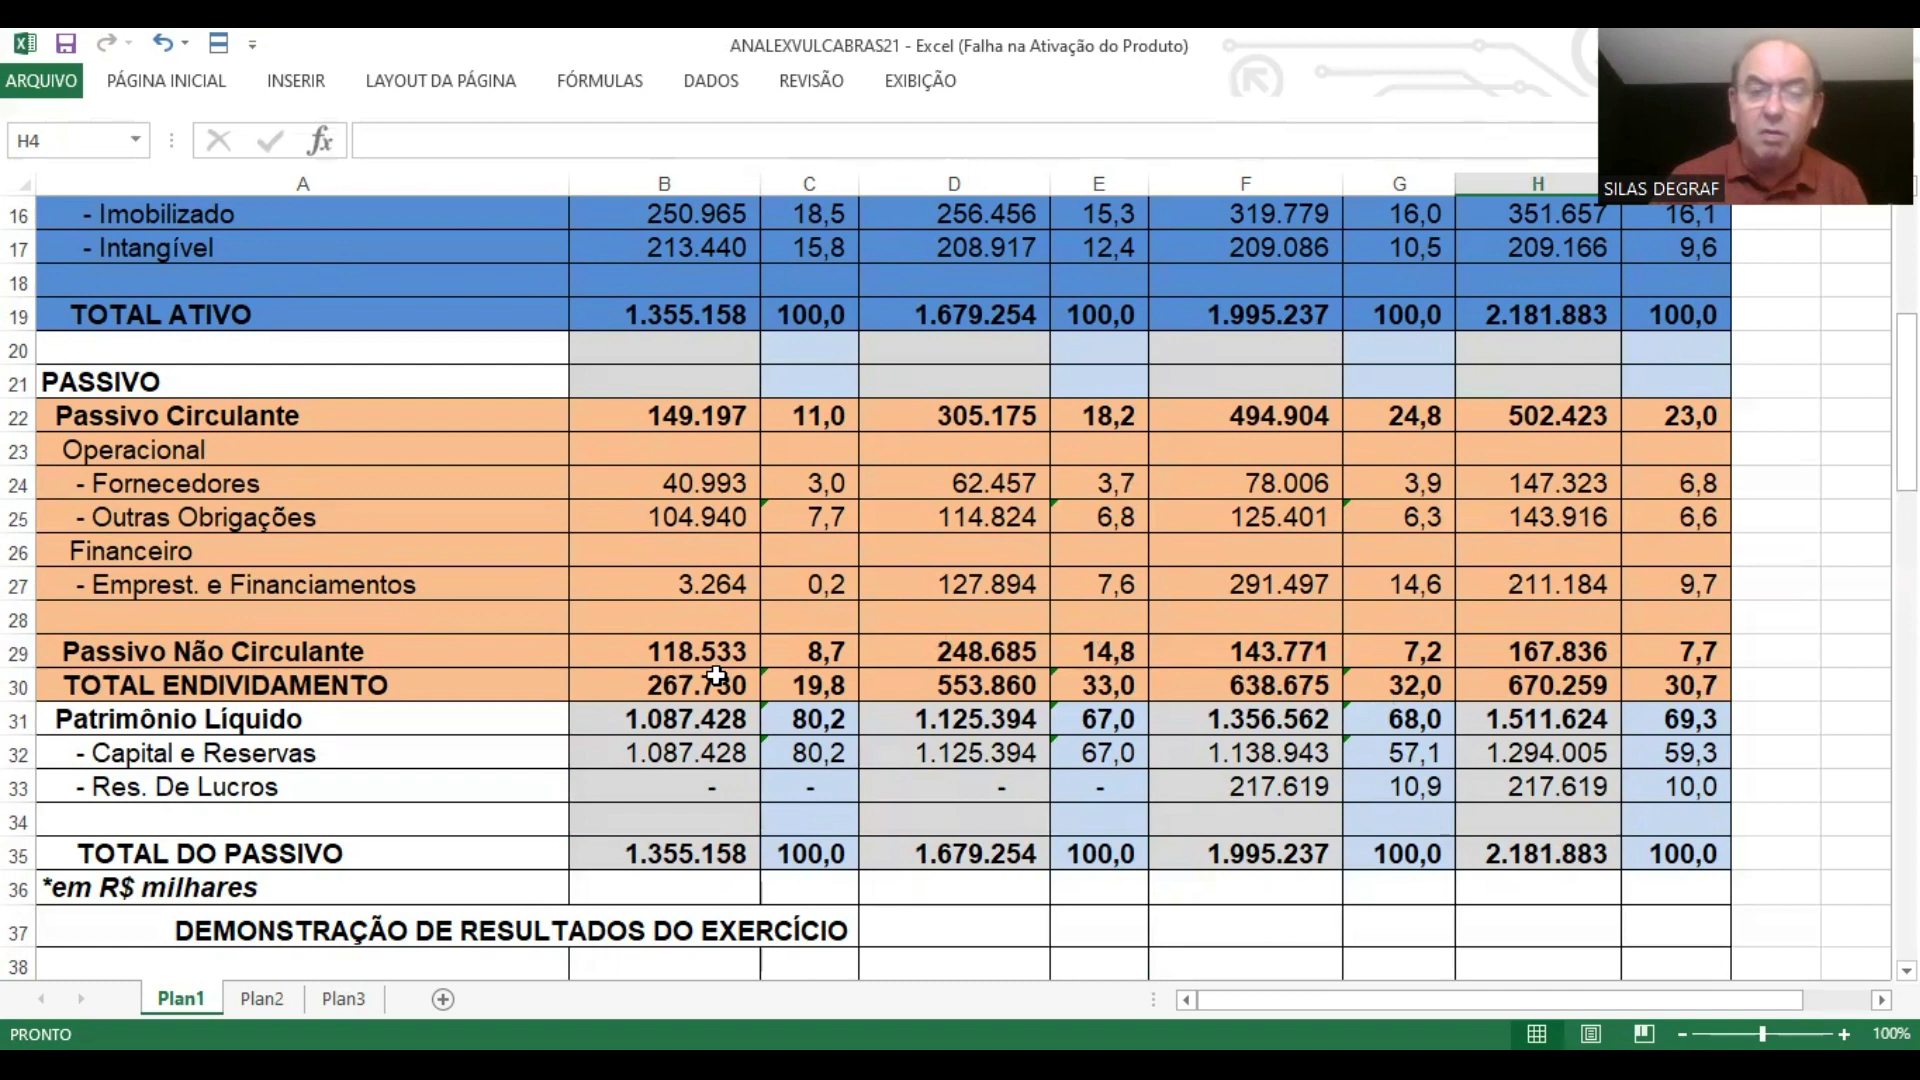 ANALEXVULCABRAS21 - Excel (Falha na Ativação do Produto)
ARQUIVO PÁGINA INICIAL INSERIR LAYOUT DA PÁGINA FÓRMULAS DADOS REVISÃO EXIBIÇÃO
H4 fx
SILAS DEGRAF
A B C D E F G H
16 - Imobilizado 250.965 18,5 256.456 15,3 319.779 16,0 351.657 16,1
17 - Intangível 213.440 15,8 208.917 12,4 209.086 10,5 209.166 9,6
18
19 TOTAL ATIVO 1.355.158 100,0 1.679.254 100,0 1.995.237 100,0 2.181.883 100,0
20
21 PASSIVO
22 Passivo Circulante 149.197 11,0 305.175 18,2 494.904 24,8 502.423 23,0
23 Operacional
24 - Fornecedores 40.993 3,0 62.457 3,7 78.006 3,9 147.323 6,8
25 - Outras Obrigações 104.940 7,7 114.824 6,8 125.401 6,3 143.916 6,6
26 Financeiro
27 - Emprest. e Financiamentos 3.264 0,2 127.894 7,6 291.497 14,6 211.184 9,7
28
29 Passivo Não Circulante 118.533 8,7 248.685 14,8 143.771 7,2 167.836 7,7
30 TOTAL ENDIVIDAMENTO 267.730 19,8 553.860 33,0 638.675 32,0 670.259 30,7
31 Patrimônio Líquido 1.087.428 80,2 1.125.394 67,0 1.356.562 68,0 1.511.624 69,3
32 - Capital e Reservas 1.087.428 80,2 1.125.394 67,0 1.138.943 57,1 1.294.005 59,3
33 - Res. De Lucros - - - - 217.619 10,9 217.619 10,0
34
35 TOTAL DO PASSIVO 1.355.158 100,0 1.679.254 100,0 1.995.237 100,0 2.181.883 100,0
36 *em R$ milhares
37 DEMONSTRAÇÃO DE RESULTADOS DO EXERCÍCIO
38
Plan1 Plan2 Plan3
PRONTO 100%